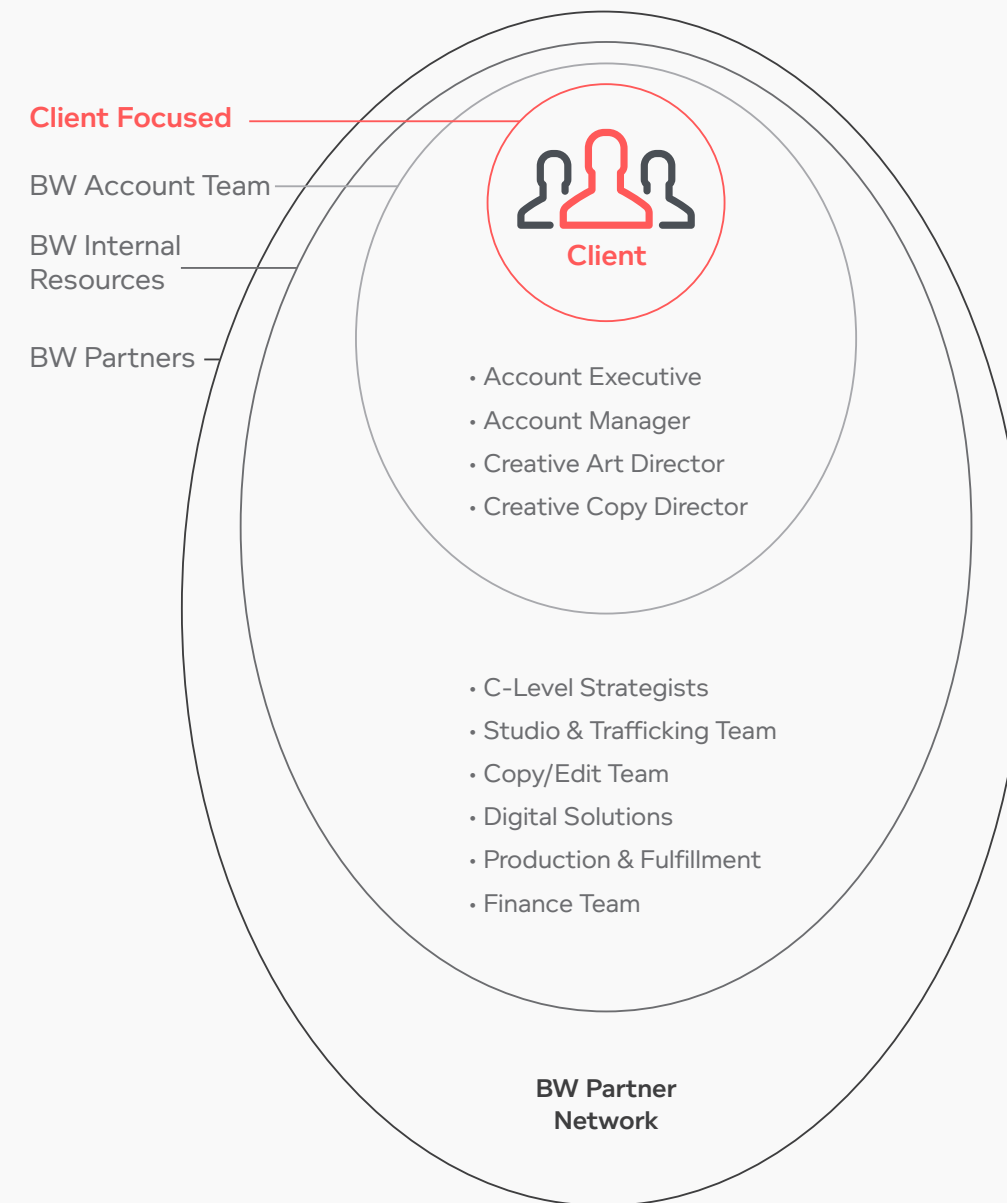 Client Focused
BW Account Team
BW Internal
Resources
BW Partners
Client
• Account Executive
• Account Manager
• Creative Art Director
• Creative Copy Director
• C-Level Strategists
• Studio & Trafficking Team
• Copy/Edit Team
• Digital Solutions
• Production & Fulfillment
• Finance Team
BW Partner
Network